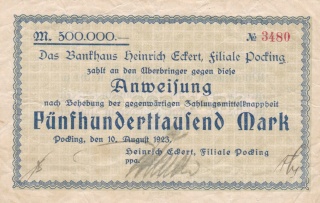 M. 500.000.— № 3480
Das Bankhaus Heinrich Eckert, Filiale Pocking
zahlt an den Überbringer gegen diese
Anweisung
nach Behebung der gegenwärtigen Zahlungsmittelknappheit
Fünfhunderttausend Mark
Pocking, den 10. August 1923.
Heinrich Eckert, Filiale Pocking
ppa.